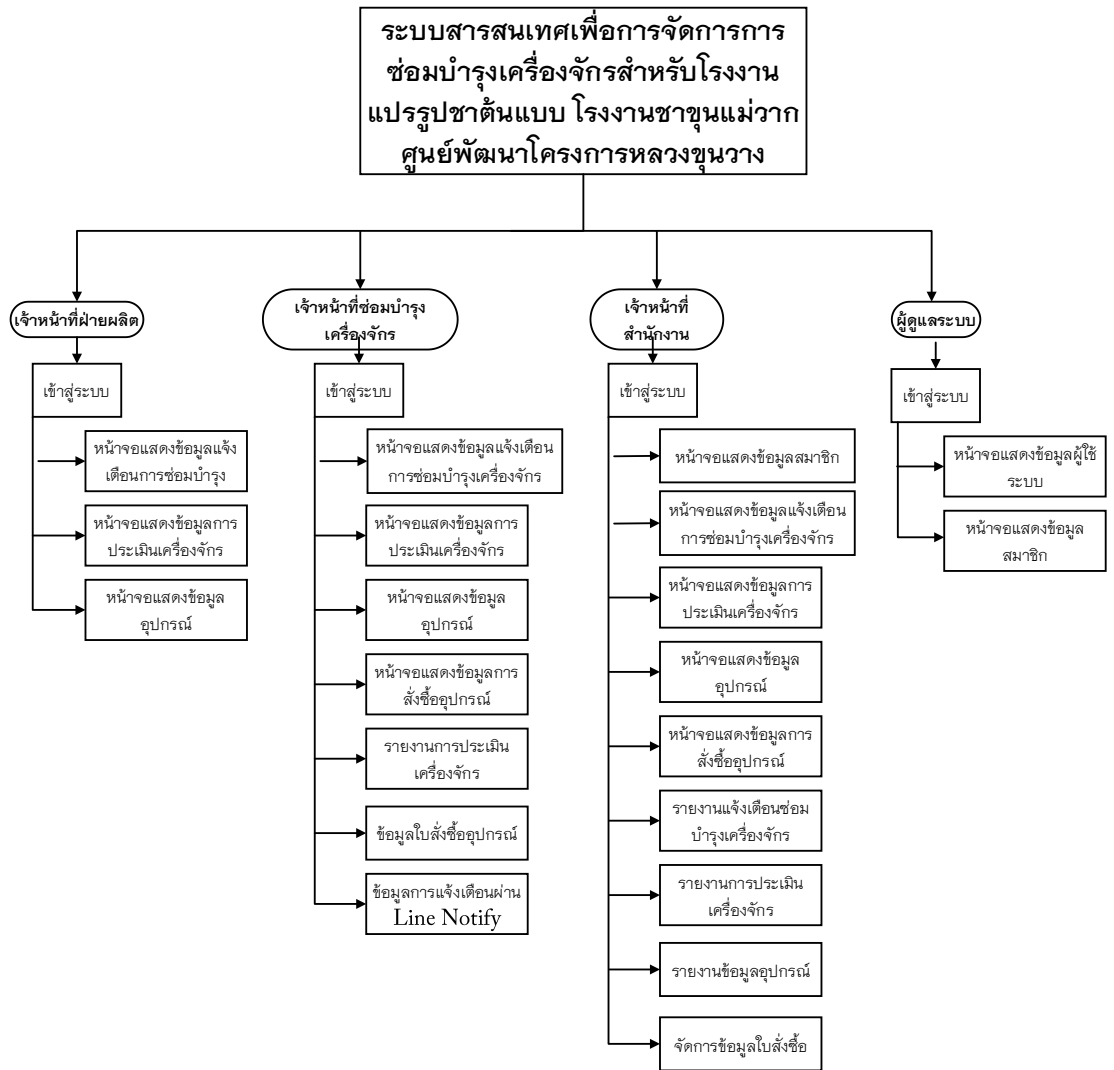 ระบบสารสนเทศเพื่อการจัดการการ
ซ่อมบำรุงเครื่องจักรสำหรับโรงงาน
แปรรูปชาต้นแบบ โรงงานชาขุนแม่วาก
ศูนย์พัฒนาโครงการหลวงขุนวาง
เจ้าหน้าที่ฝ่ายผลิต
เข้าสู่ระบบ
หน้าจอแสดงข้อมูลแจ้ง
เตือนการซ่อมบำรุง
หน้าจอแสดงข้อมูลการ
ประเมินเครื่องจักร
หน้าจอแสดงข้อมูล
อุปกรณ์
เจ้าหน้าที่ซ่อมบำรุง
เครื่องจักร
เข้าสู่ระบบ
หน้าจอแสดงข้อมูลแจ้งเตือน
การซ่อมบำรุงเครื่องจักร
หน้าจอแสดงข้อมูลการ
ประเมินเครื่องจักร
หน้าจอแสดงข้อมูล
อุปกรณ์
หน้าจอแสดงข้อมูลการ
สั่งซื้ออุปกรณ์
รายงานการประเมิน
เครื่องจักร
ข้อมูลใบสั่งซื้ออุปกรณ์
ข้อมูลการแจ้งเตือนผ่าน
Line Notify
เจ้าหน้าที่
สำนักงาน
เข้าสู่ระบบ
หน้าจอแสดงข้อมูลสมาชิก
หน้าจอแสดงข้อมูลแจ้งเตือน
การซ่อมบำรุงเครื่องจักร
หน้าจอแสดงข้อมูลการ
ประเมินเครื่องจักร
หน้าจอแสดงข้อมูล
อุปกรณ์
หน้าจอแสดงข้อมูลการ
สั่งซื้ออุปกรณ์
รายงานแจ้งเตือนซ่อม
บำรุงเครื่องจักร
รายงานการประเมิน
เครื่องจักร
รายงานข้อมูลอุปกรณ์
จัดการข้อมูลใบสั่งซื้อ
ผู้ดูแลระบบ
เข้าสู่ระบบ
หน้าจอแสดงข้อมูลผู้ใช้
ระบบ
หน้าจอแสดงข้อมูล
สมาชิก